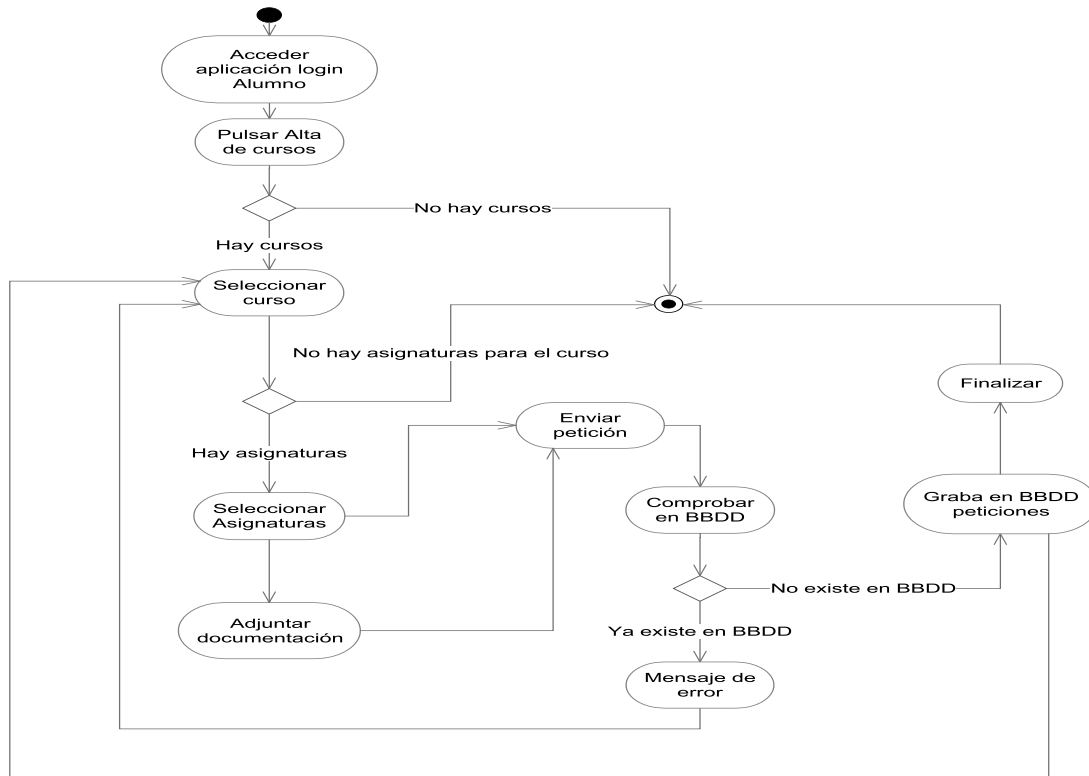 Acceder
aplicación login
Alumno
Pulsar Alta
de cursos
No hay cursos
Hay cursos
Seleccionar
curso
No hay asignaturas para el curso
Finalizar
Enviar
petición
Hay asignaturas
Seleccionar
Asignaturas
Comprobar
en BBDD
Graba en BBDD
peticiones
No existe en BBDD
Adjuntar
documentación
Ya existe en BBDD
Mensaje de
error